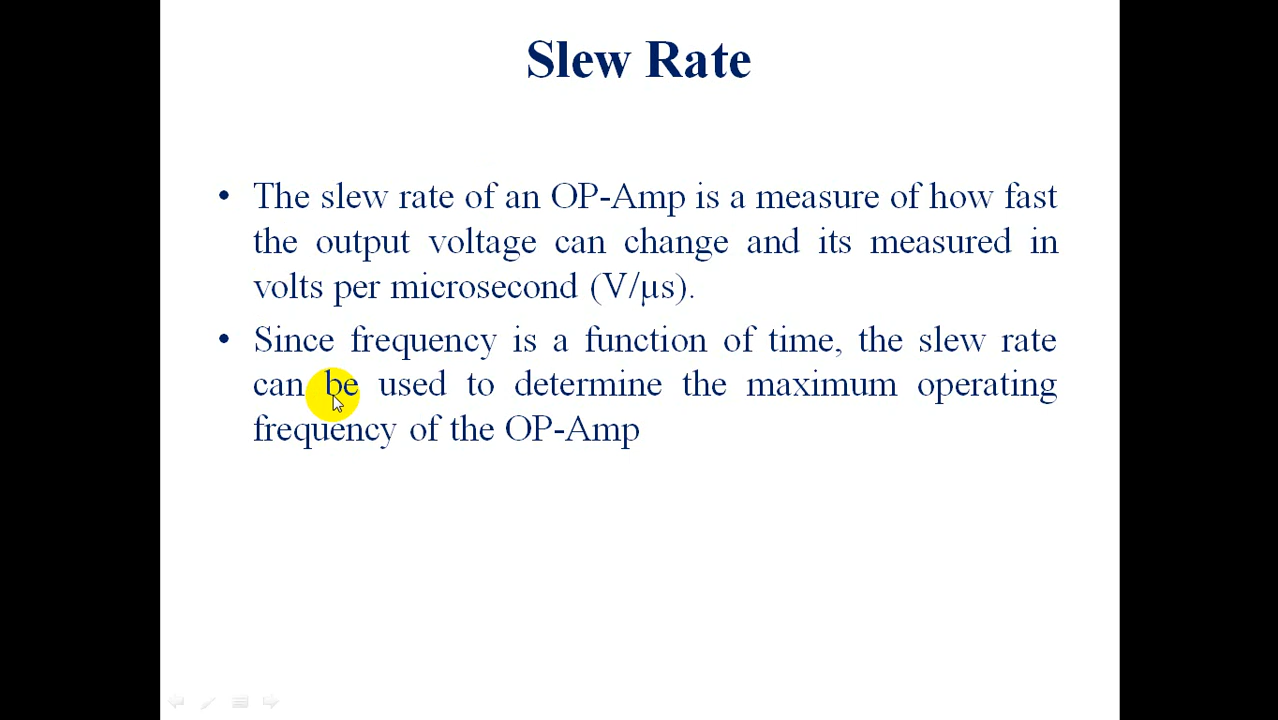 Slew Rate
• The slew rate of an OP-Amp is a measure of how fast
the output voltage can change and its measured in
volts per microsecond (V/µs).
• Since frequency is a function of time, the slew rate
can be used to determine the maximum operating
frequency of the OP-Amp